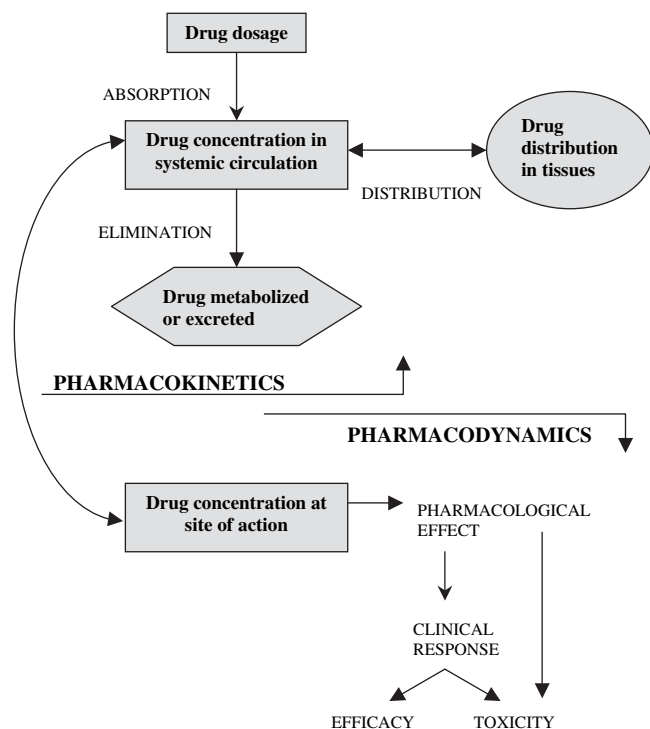 Drug dosage
ABSORPTION
Drug concentration in
systemic circulation
Drug
distribution
in tissues
DISTRIBUTION
ELIMINATION
Drug metabolized
or excreted
PHARMACOKINETICS
PHARMACODYNAMICS
Drug concentration at
site of action
PHARMACOLOGICAL
EFFECT
CLINICAL
RESPONSE
EFFICACY
TOXICITY